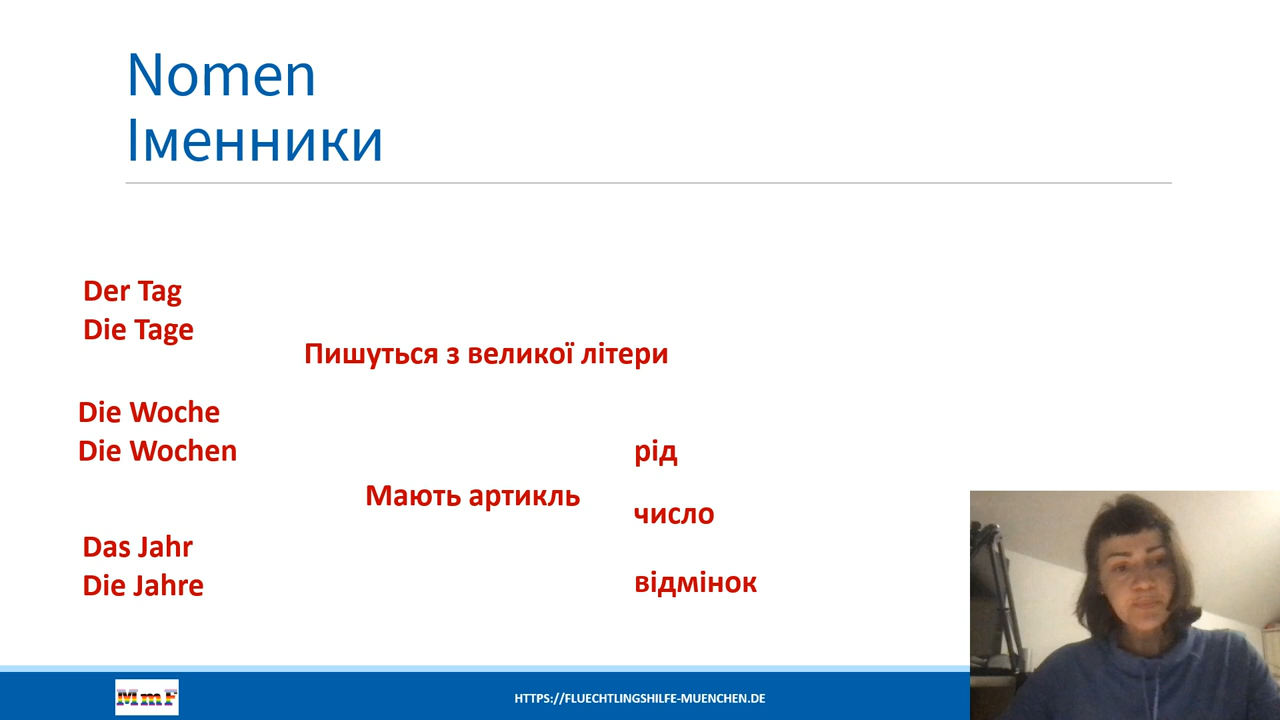 Nomen
Іменники
Der Tag
Die Tage
Пишуться з великої літери
Die Woche
Die Wochen
рід
Мають артикль
число
Das Jahr
Die Jahre
відмінок
MmF
HTTPS://FLUECHTLINGSHILFE-MUENCHEN.DE